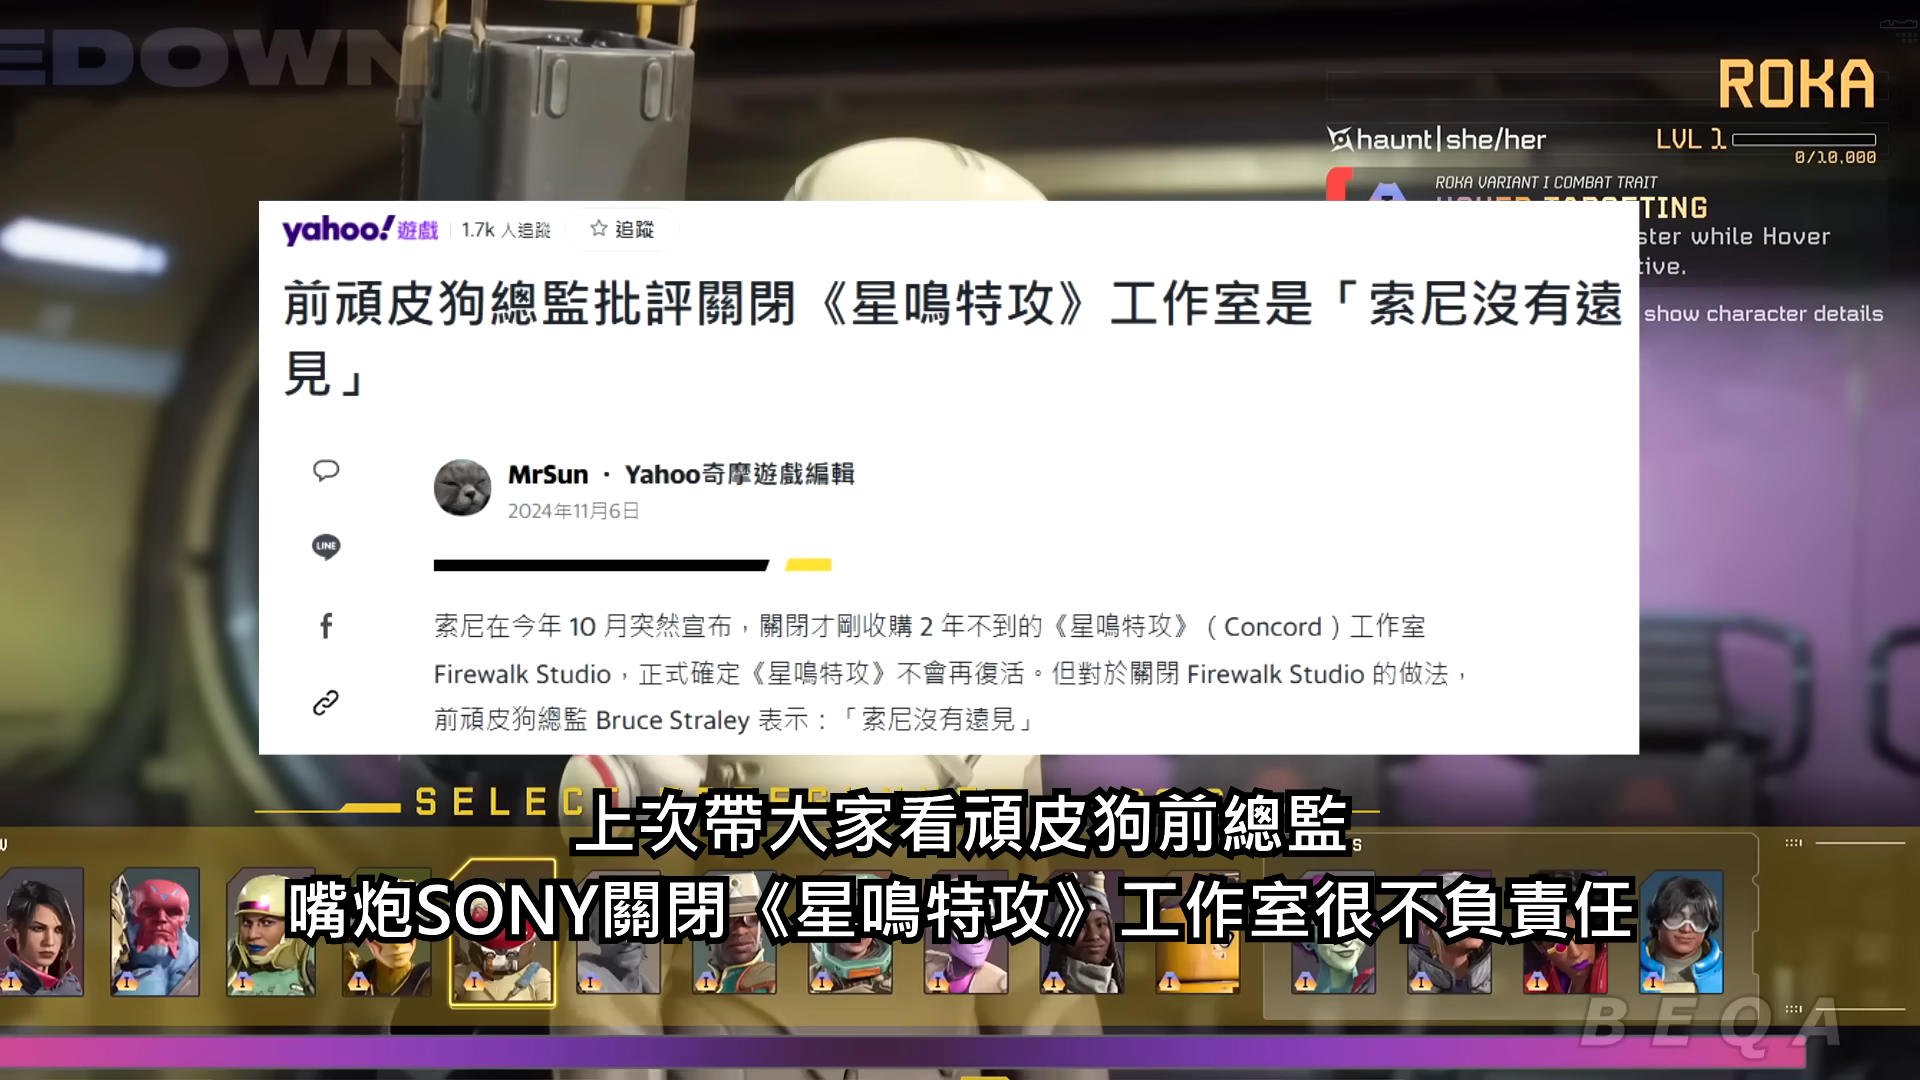 EDOWN
ROKA
haunt|she/her
LVL 1
0/10,000
ROKA VARIANT I COMBAT TRAIT
HOVER TARGETING
ster while Hover
tive.
show character details
yahoo!遊戲
1.7k 人追蹤
☆ 追蹤
前頑皮狗總監批評關閉《星鳴特攻》工作室是「索尼沒有遠
見」
MrSun · Yahoo奇摩遊戲編輯
2024年11月6日
LINE
索尼在今年 10 月突然宣布，關閉才剛收購 2 年不到的《星鳴特攻》（Concord）工作室
Firewalk Studio，正式確定《星鳴特攻》不會再復活。但對於關閉 Firewalk Studio 的做法，
前頑皮狗總監 Bruce Straley 表示：「索尼沒有遠見」
SELEC
上次帶大家看頑皮狗前總監
嘴炮SONY關閉《星鳴特攻》工作室很不負責任
BEQA